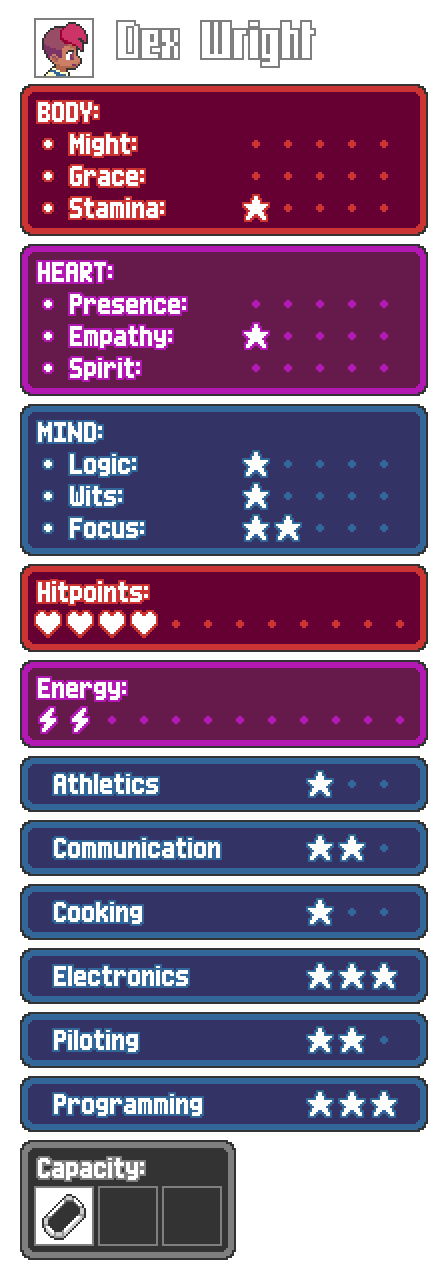 Dex Wright
BODY:
• Might:
• Grace:
• Stamina:
HEART:
• Presence:
• Empathy:
• Spirit:
MIND:
• Logic:
• Wits:
• Focus:
Hitpoints:
Energy:
Athletics
Communication
Cooking
Electronics
Piloting
Programming
Capacity: